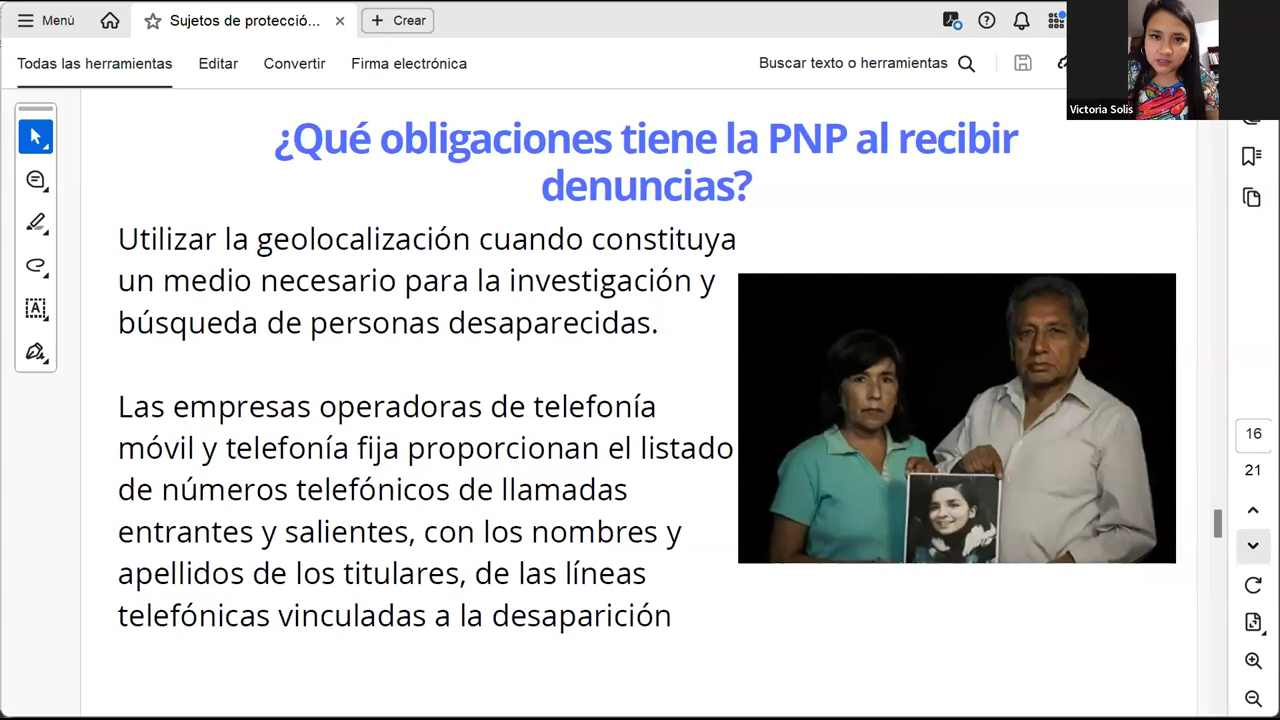 Menú
Sujetos de protecció...
Crear
Todas las herramientas
Editar
Convertir
Firma electrónica
Buscar texto o herramientas
Victoria Solis
¿Qué obligaciones tiene la PNP al recibir
denuncias?
Utilizar la geolocalización cuando constituya
un medio necesario para la investigación y
búsqueda de personas desaparecidas.
Las empresas operadoras de telefonía
móvil y telefonía fija proporcionan el listado
de números telefónicos de llamadas
entrantes y salientes, con los nombres y
apellidos de los titulares, de las líneas
telefónicas vinculadas a la desaparición
16
21